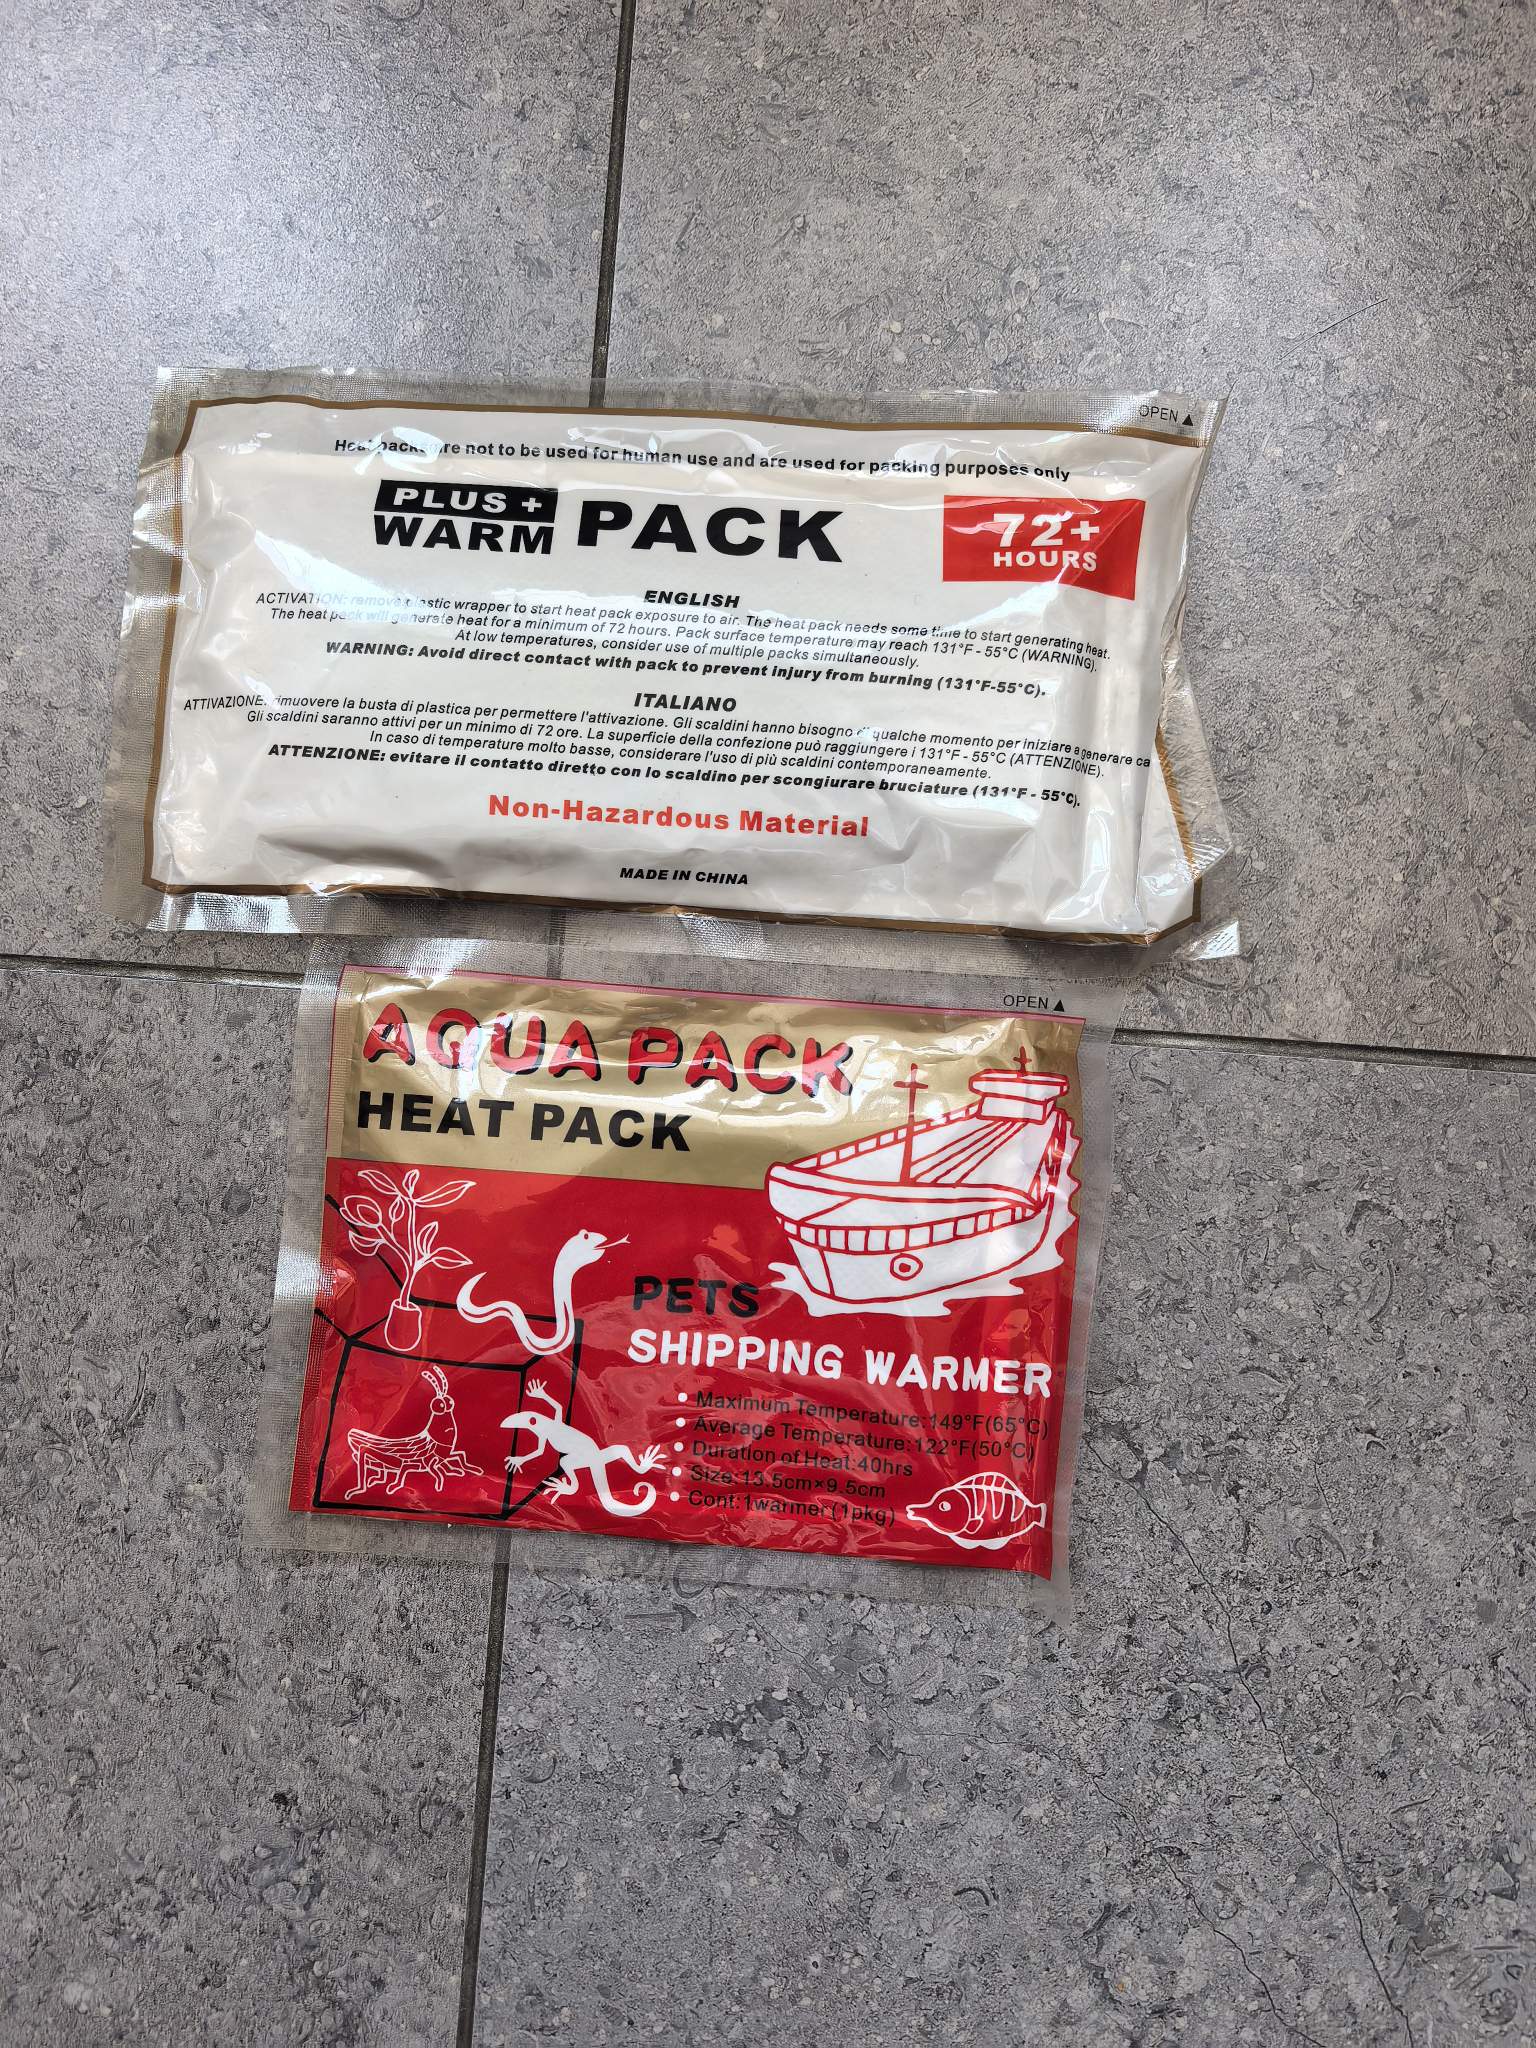 OPEN ▲
Heat packs are not to be used for human use and are used for packing purposes only
PLUS +
WARM PACK
72+
HOURS
ENGLISH
ACTIVATION: remove plastic wrapper to start heat pack exposure to air. The heat pack needs some time to start generating heat.
The heat pack will generate heat for a minimum of 72 hours. Pack surface temperature may reach 131°F - 55°C (WARNING).
At low temperatures, consider use of multiple packs simultaneously.
WARNING: Avoid direct contact with pack to prevent injury from burning (131°F-55°C).
ITALIANO
ATTIVAZIONE: rimuovere la busta di plastica per permettere l'attivazione. Gli scaldini hanno bisogno di qualche momento per iniziare a generare ca
Gli scaldini saranno attivi per un minimo di 72 ore. La superficie della confezione può raggiungere i 131°F - 55°C (ATTENZIONE).
In caso di temperature molto basse, considerare l'uso di più scaldini contemporaneamente.
ATTENZIONE: evitare il contatto diretto con lo scaldino per scongiurare bruciature (131°F - 55°C).
Non-Hazardous Material
MADE IN CHINA
OPEN ▲
AQUA PACK
HEAT PACK
PETS
SHIPPING WARMER
• Maximum Temperature:149°F(65°C)
• Average Temperature:122°F(50°C)
• Duration of Heat:40hrs
• Size:13.5cm×9.5cm
• Cont:1warmer(1pkg)